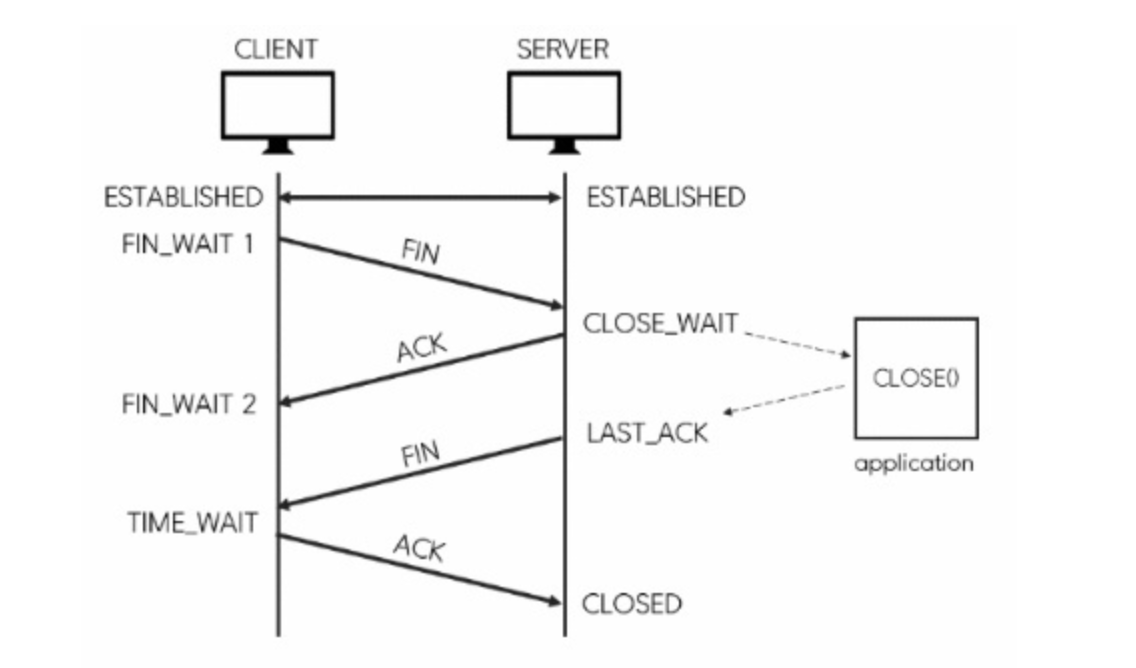 CLIENT
SERVER
ESTABLISHED
ESTABLISHED
FIN_WAIT 1
FIN
CLOSE_WAIT
ACK
CLOSE()
FIN_WAIT 2
LAST_ACK
FIN
application
TIME_WAIT
ACK
CLOSED